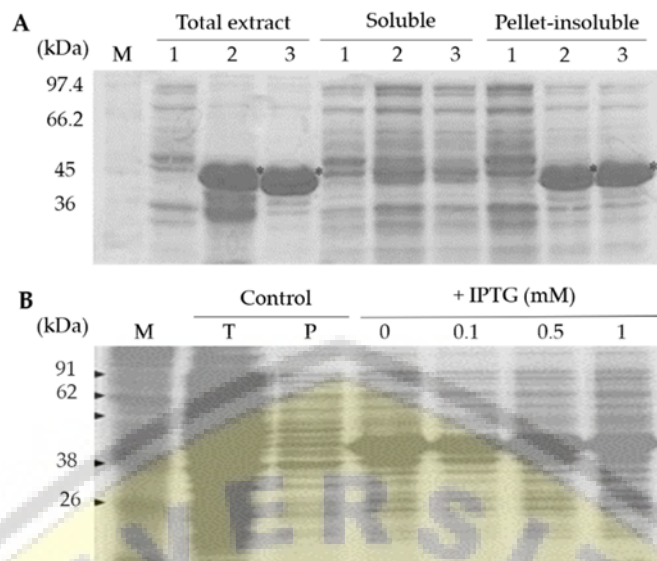 A
Total extract Soluble Pellet-insoluble
(kDa) M 1 2 3 1 2 3 1 2 3
97.4
66.2
45
36
B
Control + IPTG (mM)
(kDa) M T P 0 0.1 0.5 1
91
62
38
26
VERSI